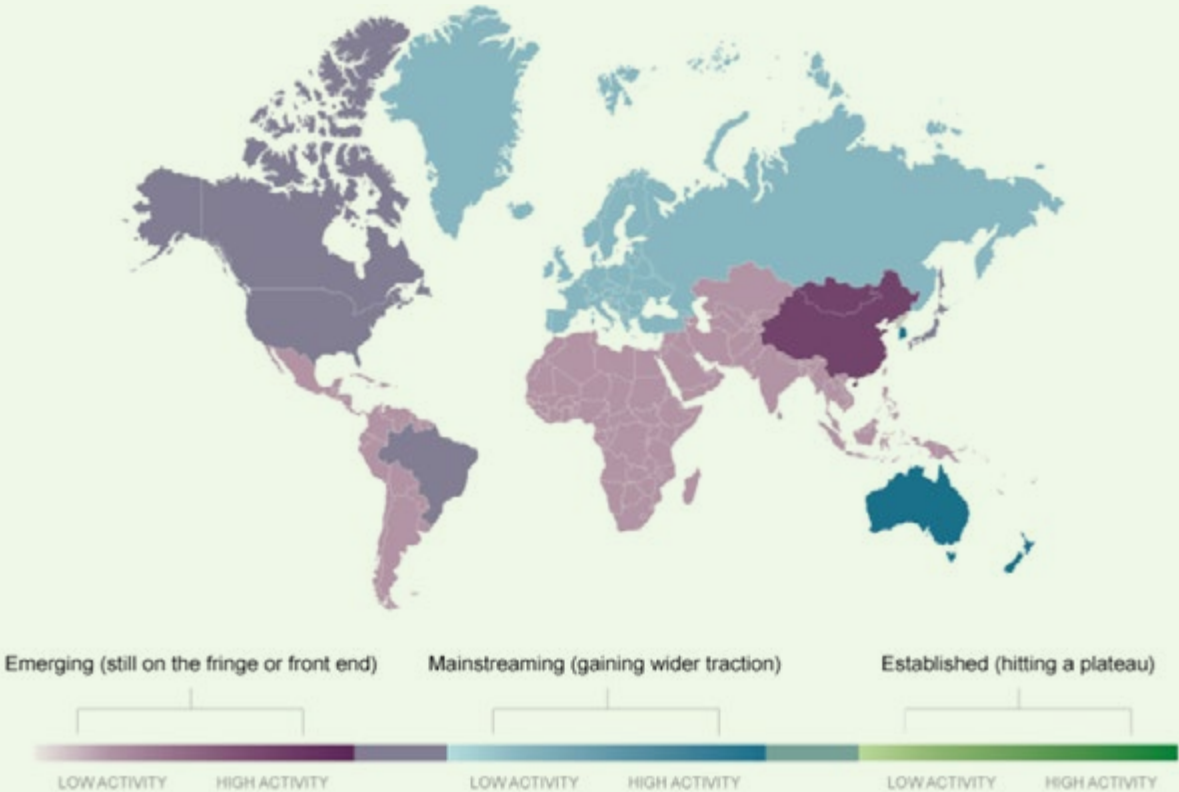 Emerging (still on the fringe or front end) Mainstreaming (gaining wider traction) Established (hitting a plateau)
LOW ACTIVITY HIGH ACTIVITY LOW ACTIVITY HIGH ACTIVITY LOW ACTIVITY HIGH ACTIVITY